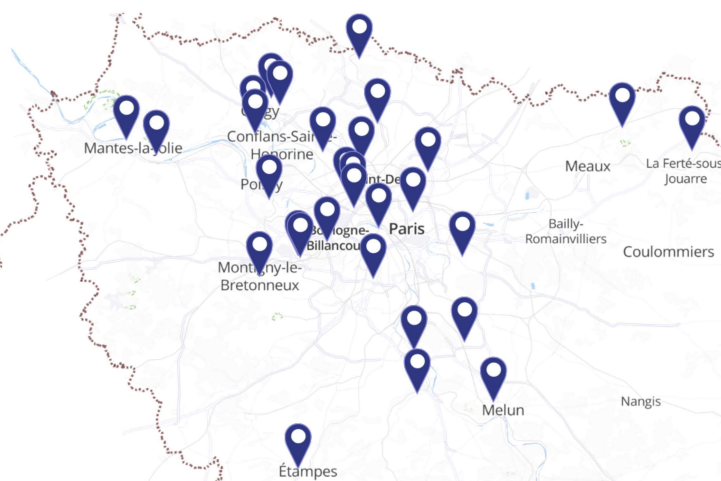 Mantes-la-Jolie
Conflans-Sainte-
Honorine
Meaux
La Ferté-sous-
Jouarre
Paris
Bailly-
Romainvilliers
Billancourt
Coulommiers
Montigny-le-
Bretonneux
Nangis
Melun
Étampes